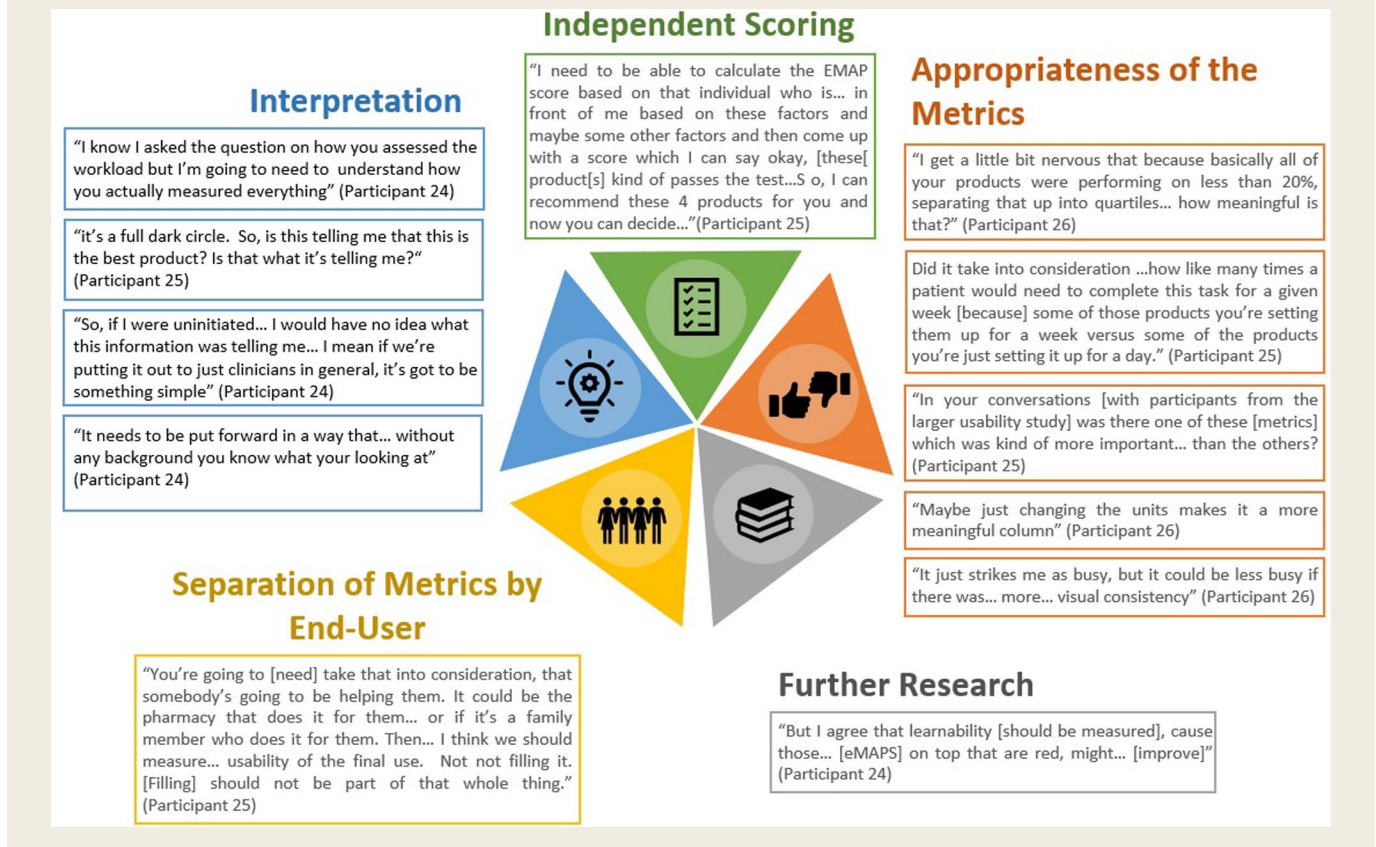 Independent Scoring
“I need to be able to calculate the EMAP
score based on that individual who is... in
front of me based on these factors and
maybe some other factors and then come up
with a score which I can say okay, [these[
product[s] kind of passes the test...S o, I can
recommend these 4 products for you and
now you can decide...”(Participant 25)
Interpretation
“I know I asked the question on how you assessed the
workload but I’m going to need to understand how
you actually measured everything” (Participant 24)
“it’s a full dark circle. So, is this telling me that this is
the best product? Is that what it’s telling me?“
(Participant 25)
“So, if I were uninitiated... I would have no idea what
this information was telling me... I mean if we’re
putting it out to just clinicians in general, it’s got to be
something simple” (Participant 24)
“It needs to be put forward in a way that... without
any background you know what your looking at”
(Participant 24)
Appropriateness of the
Metrics
“I get a little bit nervous that because basically all of
your products were performing on less than 20%,
separating that up into quartiles... how meaningful is
that?” (Participant 26)
Did it take into consideration ...how like many times a
patient would need to complete this task for a given
week [because] some of those products you’re setting
them up for a week versus some of the products
you’re just setting it up for a day.” (Participant 25)
“In your conversations [with participants from the
larger usability study] was there one of these [metrics]
which was kind of more important... than the others?
(Participant 25)
“Maybe just changing the units makes it a more
meaningful column” (Participant 26)
“It just strikes me as busy, but it could be less busy if
there was... more... visual consistency” (Participant 26)
Separation of Metrics by
End-User
“You’re going to [need] take that into consideration, that
somebody’s going to be helping them. It could be the
pharmacy that does it for them... or if it’s a family
member who does it for them. Then... I think we should
measure... usability of the final use. Not not filling it.
[Filling] should not be part of that whole thing.”
(Participant 25)
Further Research
“But I agree that learnability [should be measured], cause
those... [eMAPS] on top that are red, might... [improve]”
(Participant 24)